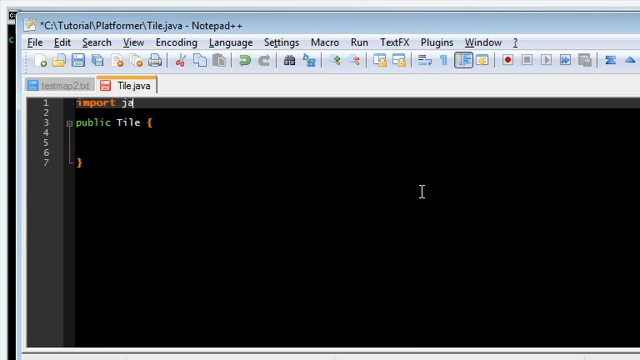 *C:\Tutorial\Platformer\Tile.java - Notepad++
File Edit Search View Encoding Language Settings Macro Run TextFX Plugins Window ?
testmap2.txt Tile.java
1 import ja
2
3 public Tile {
4
5
6
7 }